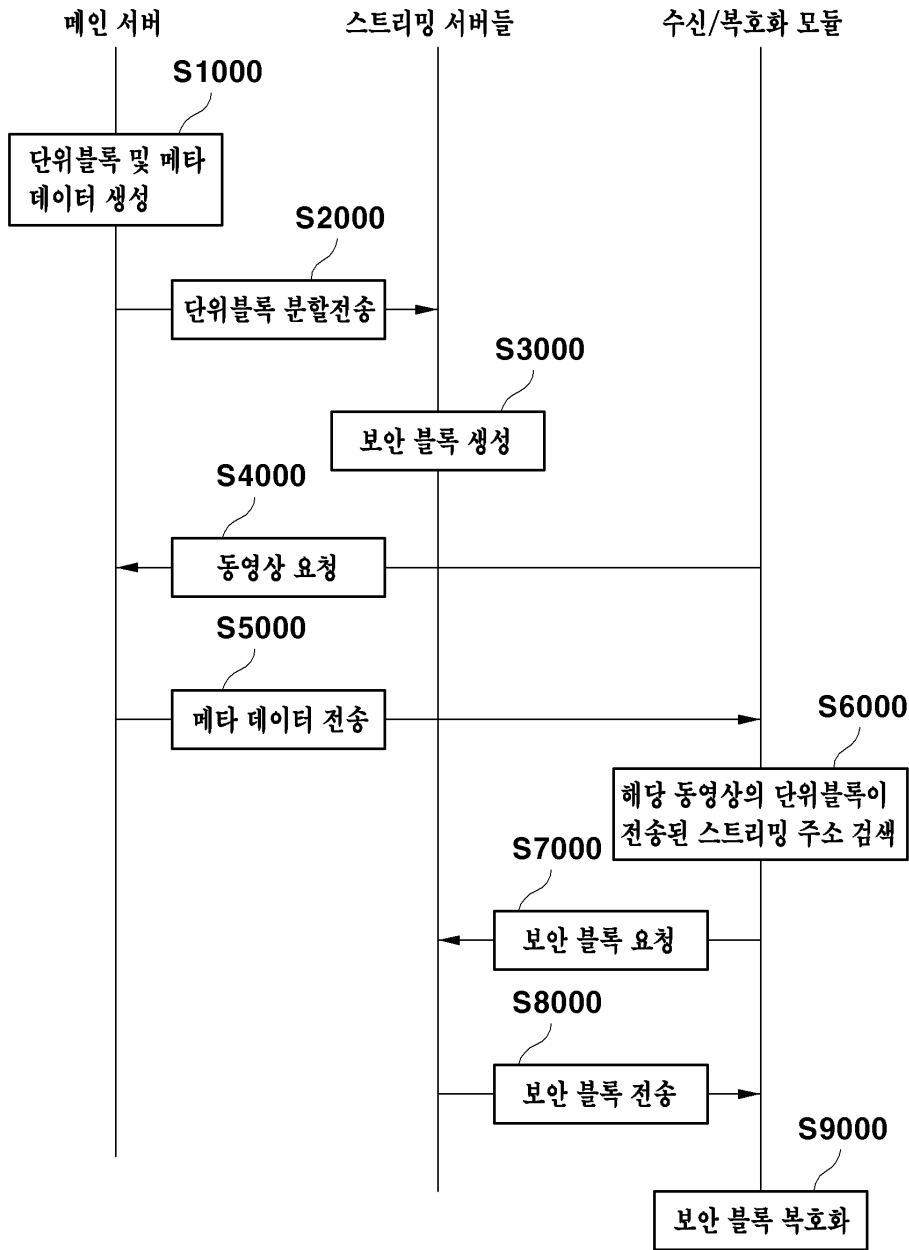 메인 서버
스트리밍 서버들
수신/복호화 모듈
S1000
단위블록 및 메타
데이터 생성
S2000
단위블록 분할전송
S3000
보안 블록 생성
S4000
동영상 요청
S5000
메타 데이터 전송
S6000
해당 동영상의 단위블록이
전송된 스트리밍 주소 검색
S7000
보안 블록 요청
S8000
보안 블록 전송
S9000
보안 블록 복호화